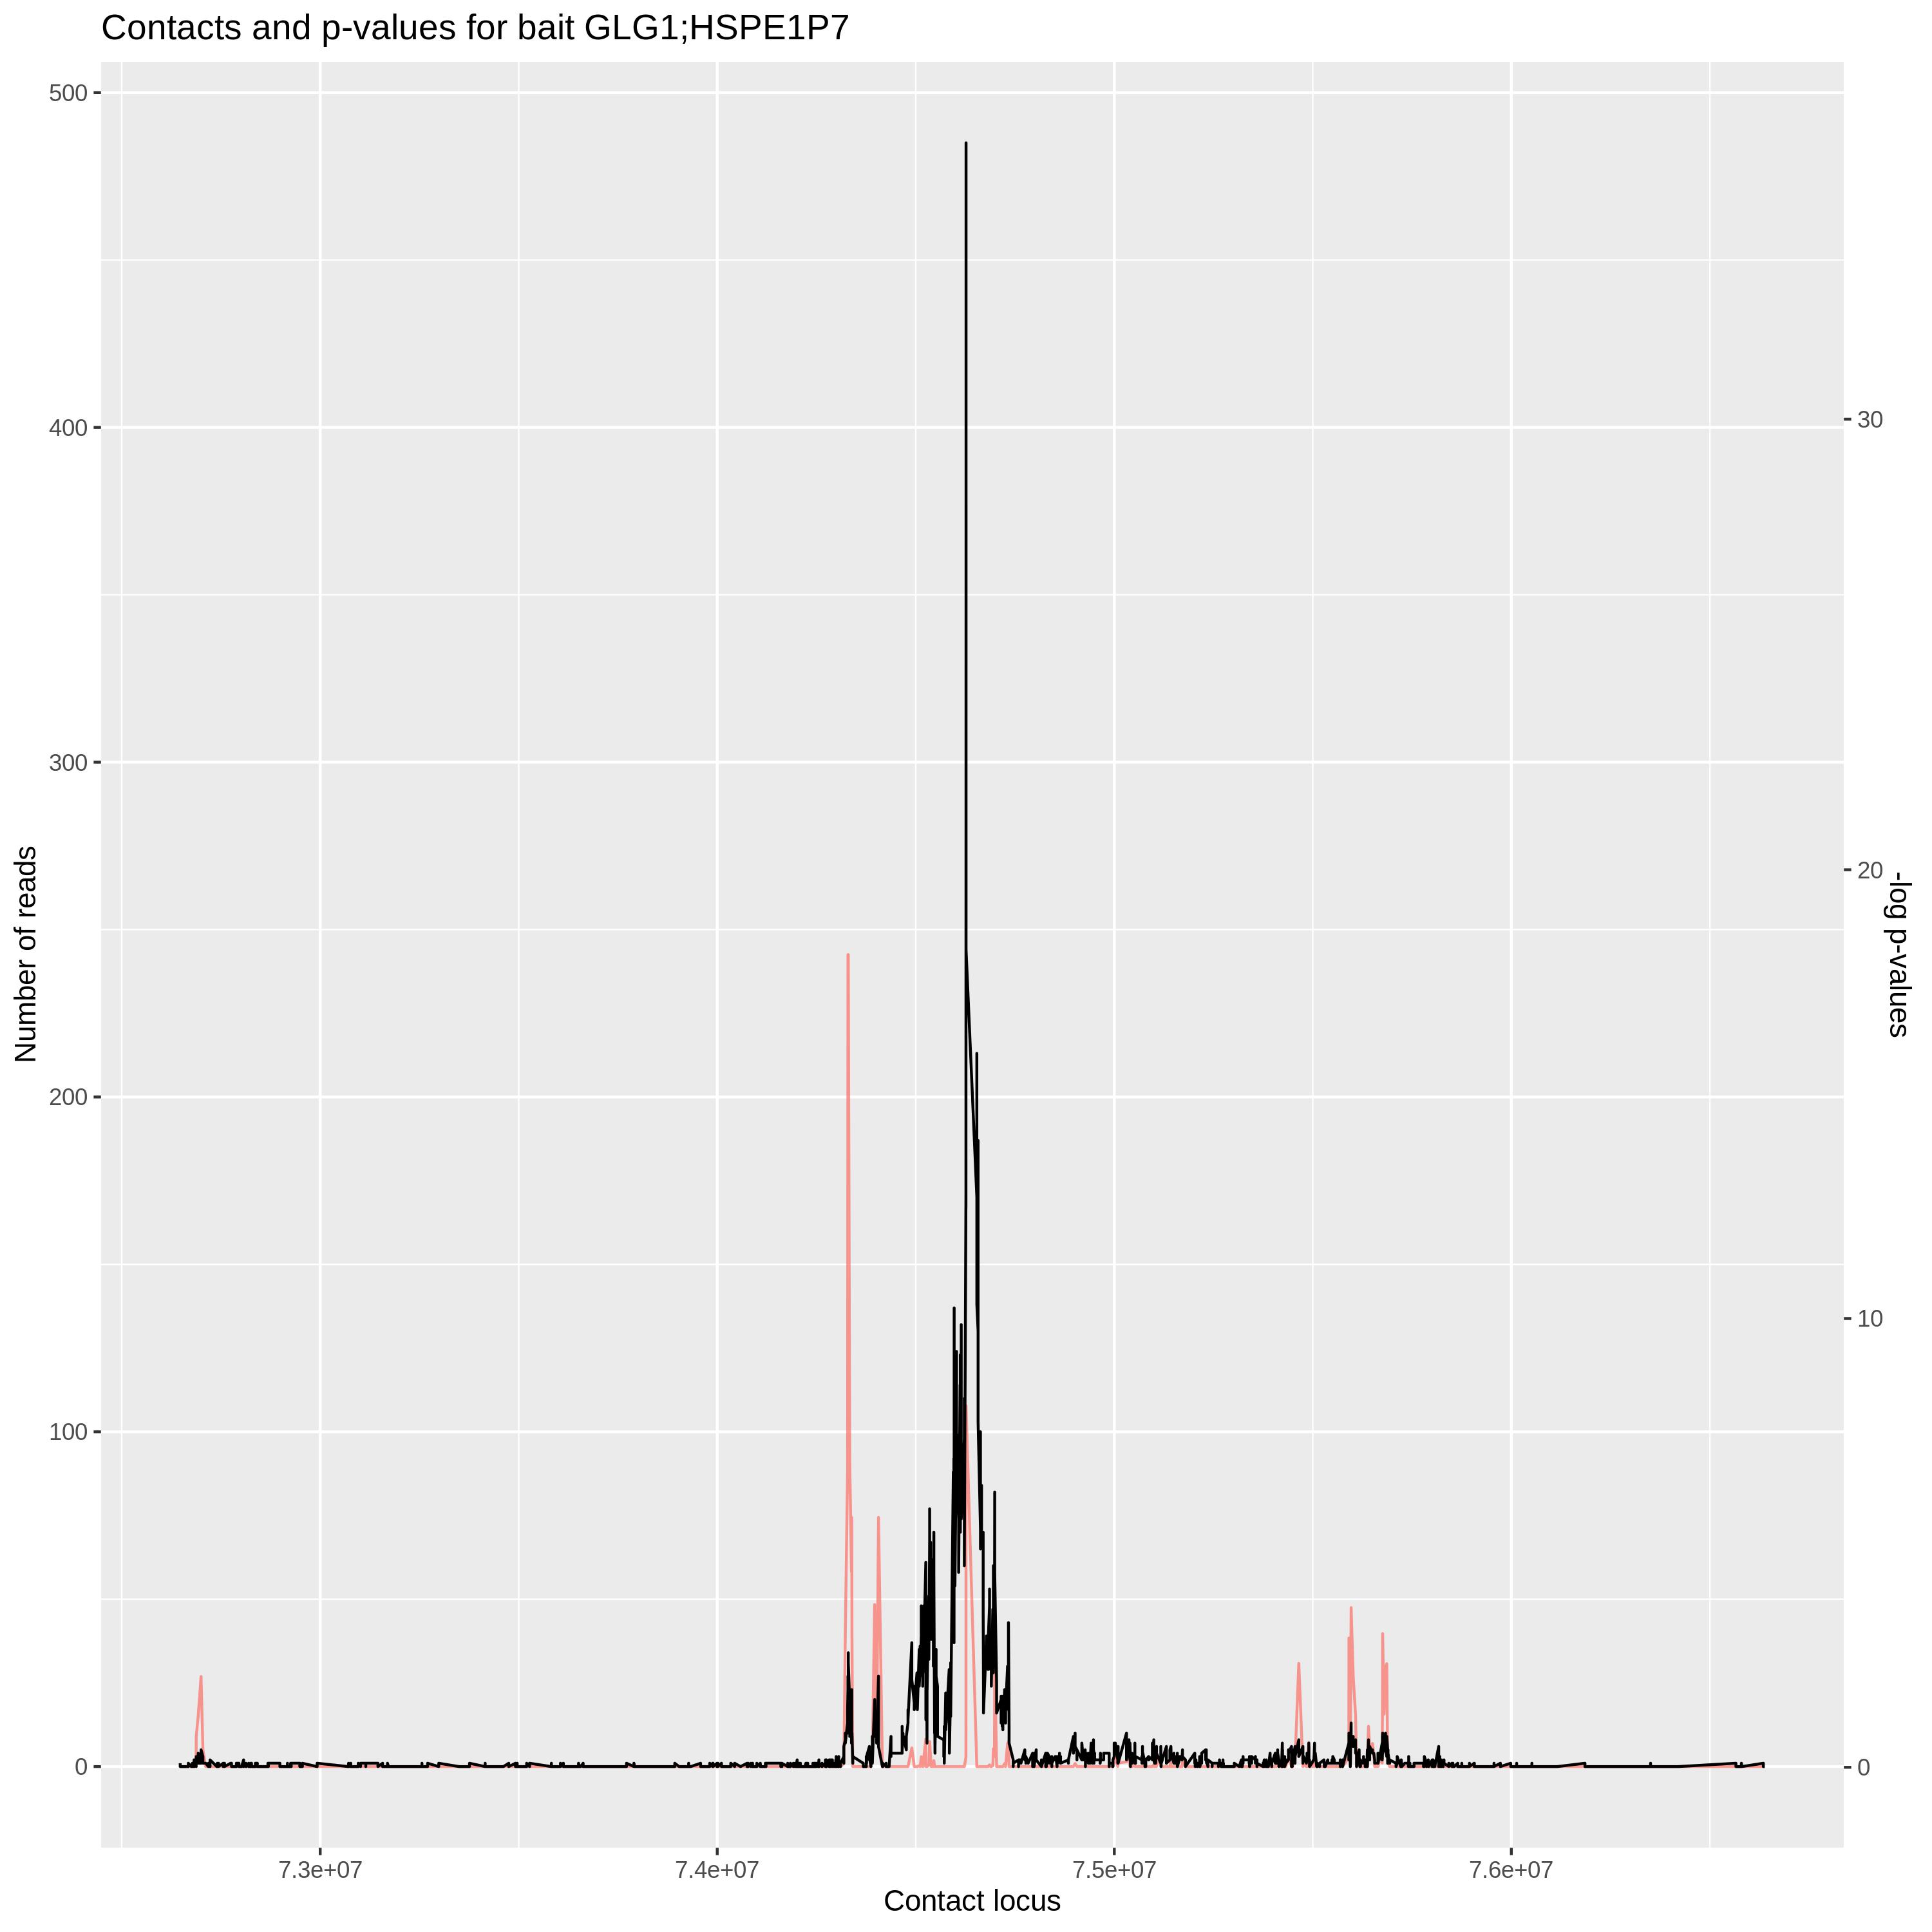 Contacts and p-values for bait GLG1;HSPE1P7
500
400
300
200
100
0
Number of reads
30
20
10
0
-log p-values
7.3e+07
7.4e+07
7.5e+07
7.6e+07
Contact locus